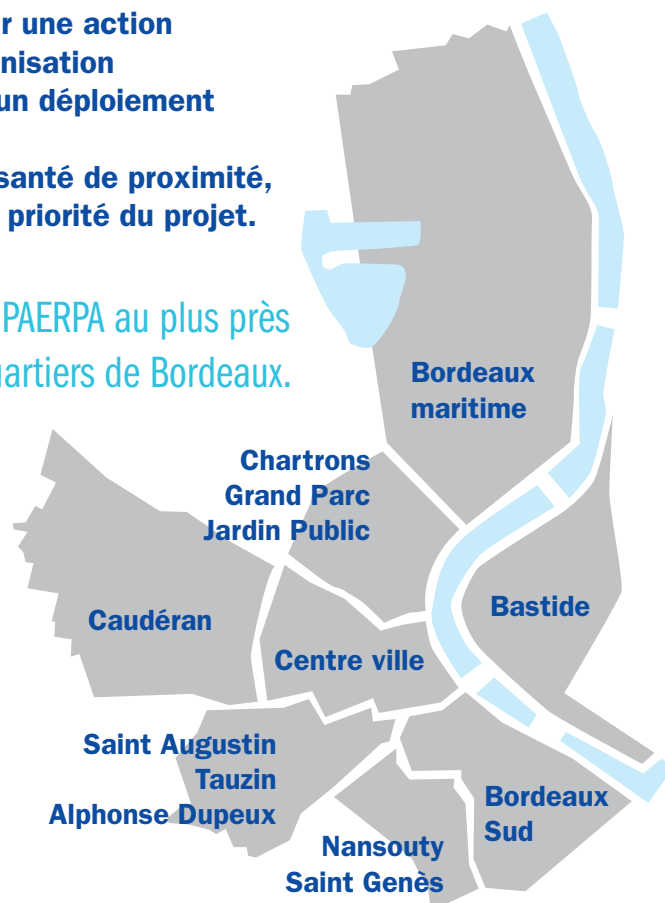 r une action
nisation
un déploiement
santé de proximité,
priorité du projet.
PAERPA au plus près
uartiers de Bordeaux.
Bordeaux
maritime
Chartrons
Grand Parc
Jardin Public
Caudéran
Bastide
Centre ville
Saint Augustin
Tauzin
Alphonse Dupeux
Bordeaux
Sud
Nansouty
Saint Genès